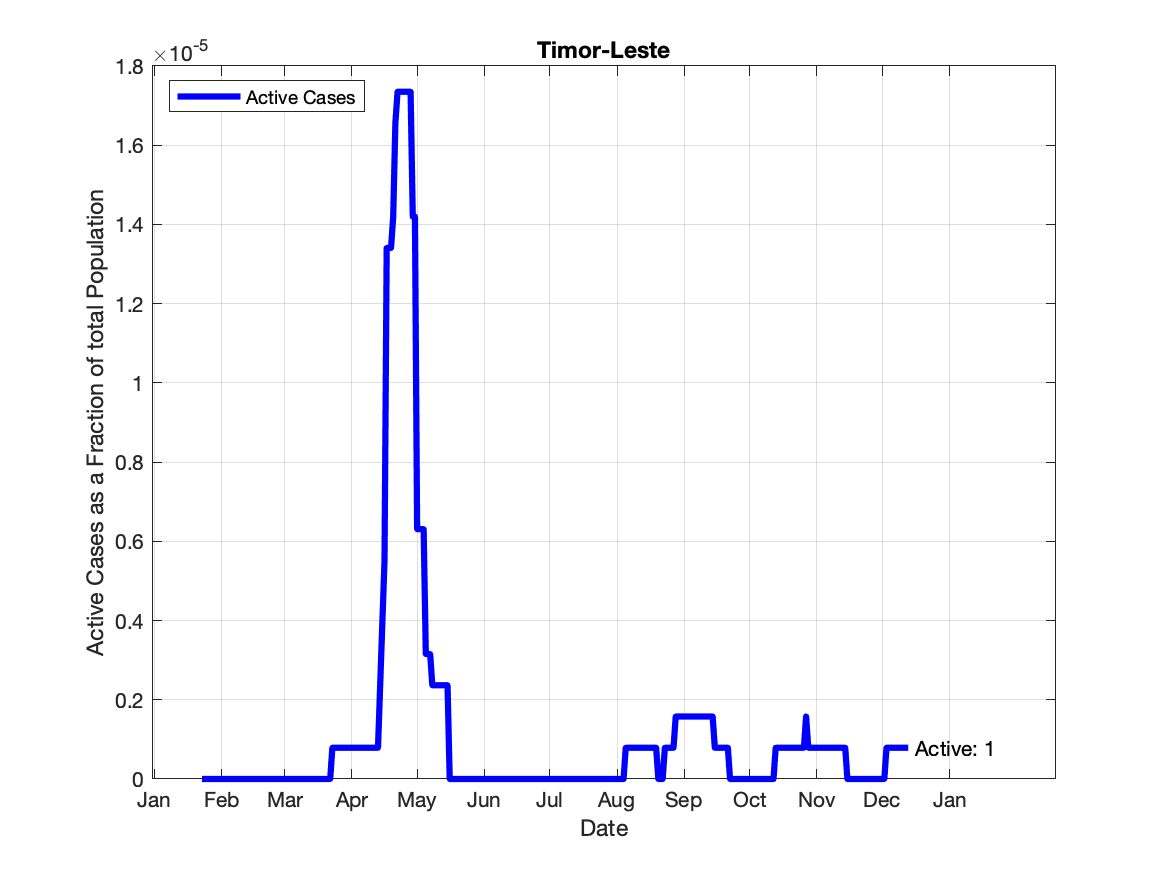 Timor-Leste
×10-5
Active Cases
1.8
1.6
1.4
1.2
1
0.8
0.6
0.4
0.2
0
Active Cases as a Fraction of total Population
Active: 1
Jan Feb Mar Apr May Jun Jul Aug Sep Oct Nov Dec Jan
Date